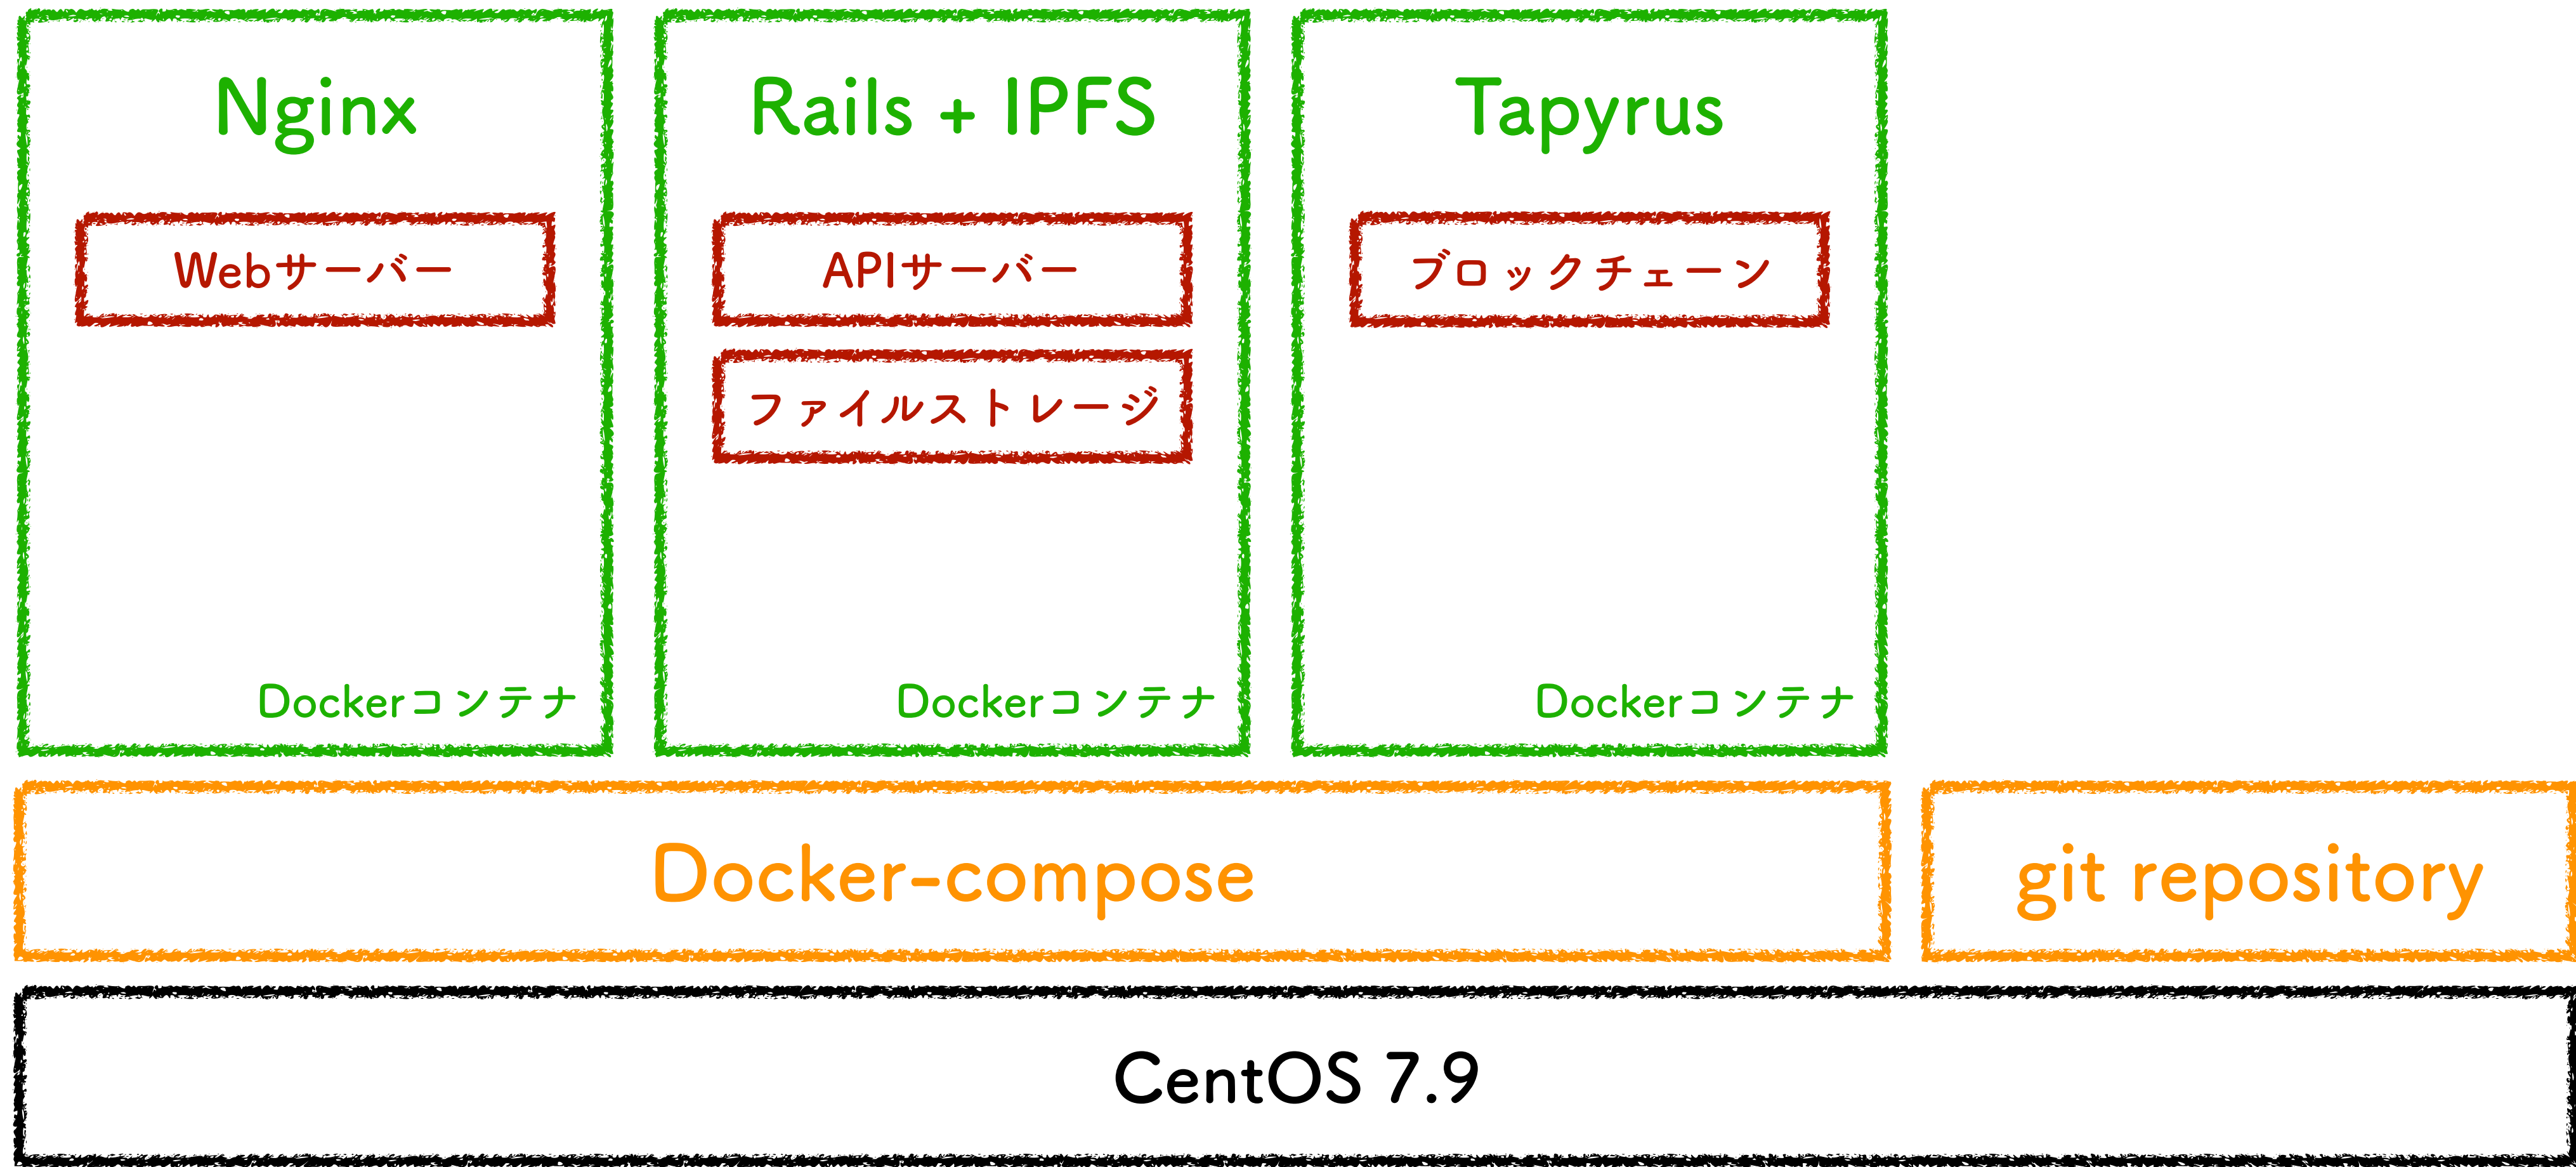 Nginx
Webサーバー
Dockerコンテナ
Rails + IPFS
APIサーバー
ファイルストレージ
Dockerコンテナ
Tapyrus
ブロックチェーン
Dockerコンテナ
Docker-compose
git repository
CentOS 7.9